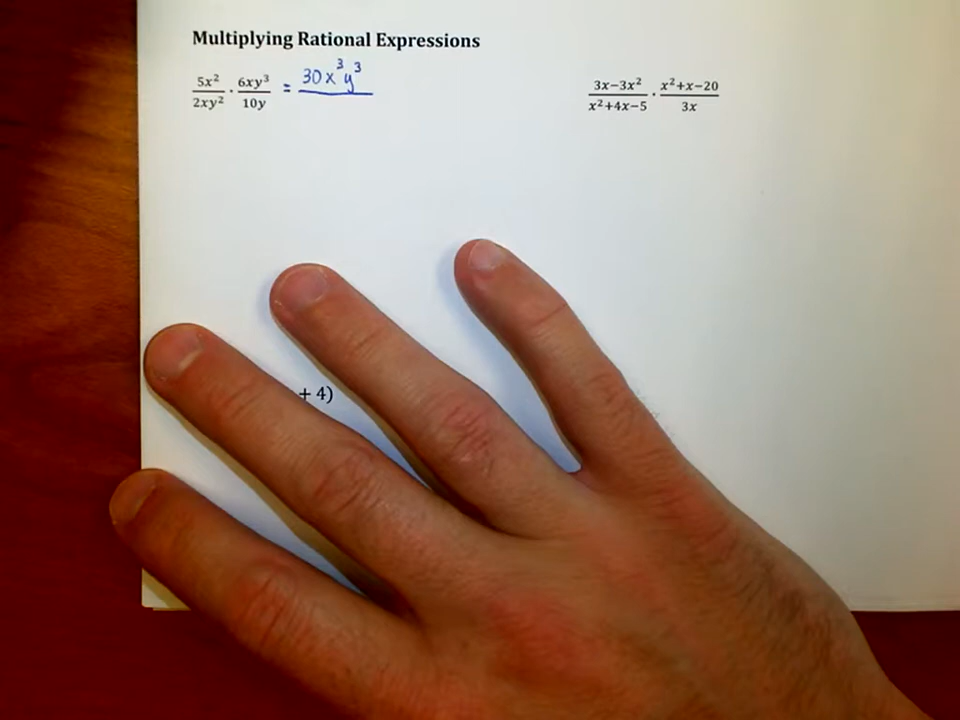 Multiplying Rational Expressions
5x²/2xy² · 6xy³/10y = 30x³y³
3x−3x²/x²+4x−5 · x²+x−20/3x
+ 4)